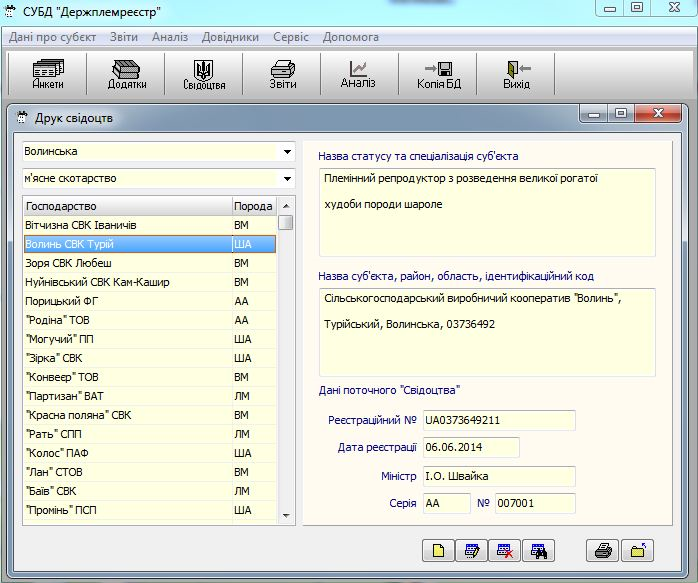 СУБД "Держплемреєстр"
Дані про субєкт Звіти Аналіз Довідники Сервіс Допомога
Анкети Додатки Свідоцтва Звіти Аналіз Копія БД Вихід
Друк свідоцтв
Волинська
м'ясне скотарство
Господарство Порода
Вітчизна СВК Іваничів ВМ
Волинь СВК Турій ША
Зоря СВК Любеш ВМ
Нуйнівський СВК Кам-Кашир ВМ
Порицький ФГ АА
"Родіна" ТОВ АА
"Могучий" ПП ША
"Зірка" СВК ША
"Конвеєр" ТОВ ВМ
"Партизан" ВАТ ЛМ
"Красна поляна" СВК ВМ
"Рать" СПП ЛМ
"Колос" ПАФ ША
"Лан" СТОВ ВМ
"Баїв" СВК ЛМ
"Промінь" ПСП ША
Назва статусу та спеціалізація суб'єкта
Племінний репродуктор з розведення великої рогатої
худоби породи шароле
Назва суб'єкта, район, область, ідентифікаційний код
Сільськогосподарський виробничий кооператив "Волинь",
Турійський, Волинська, 03736492
Дані поточного "Свідоцтва"
Реєстраційний № UA0373649211
Дата реєстрації 06.06.2014
Міністр І.О. Швайка
Серія АА № 007001